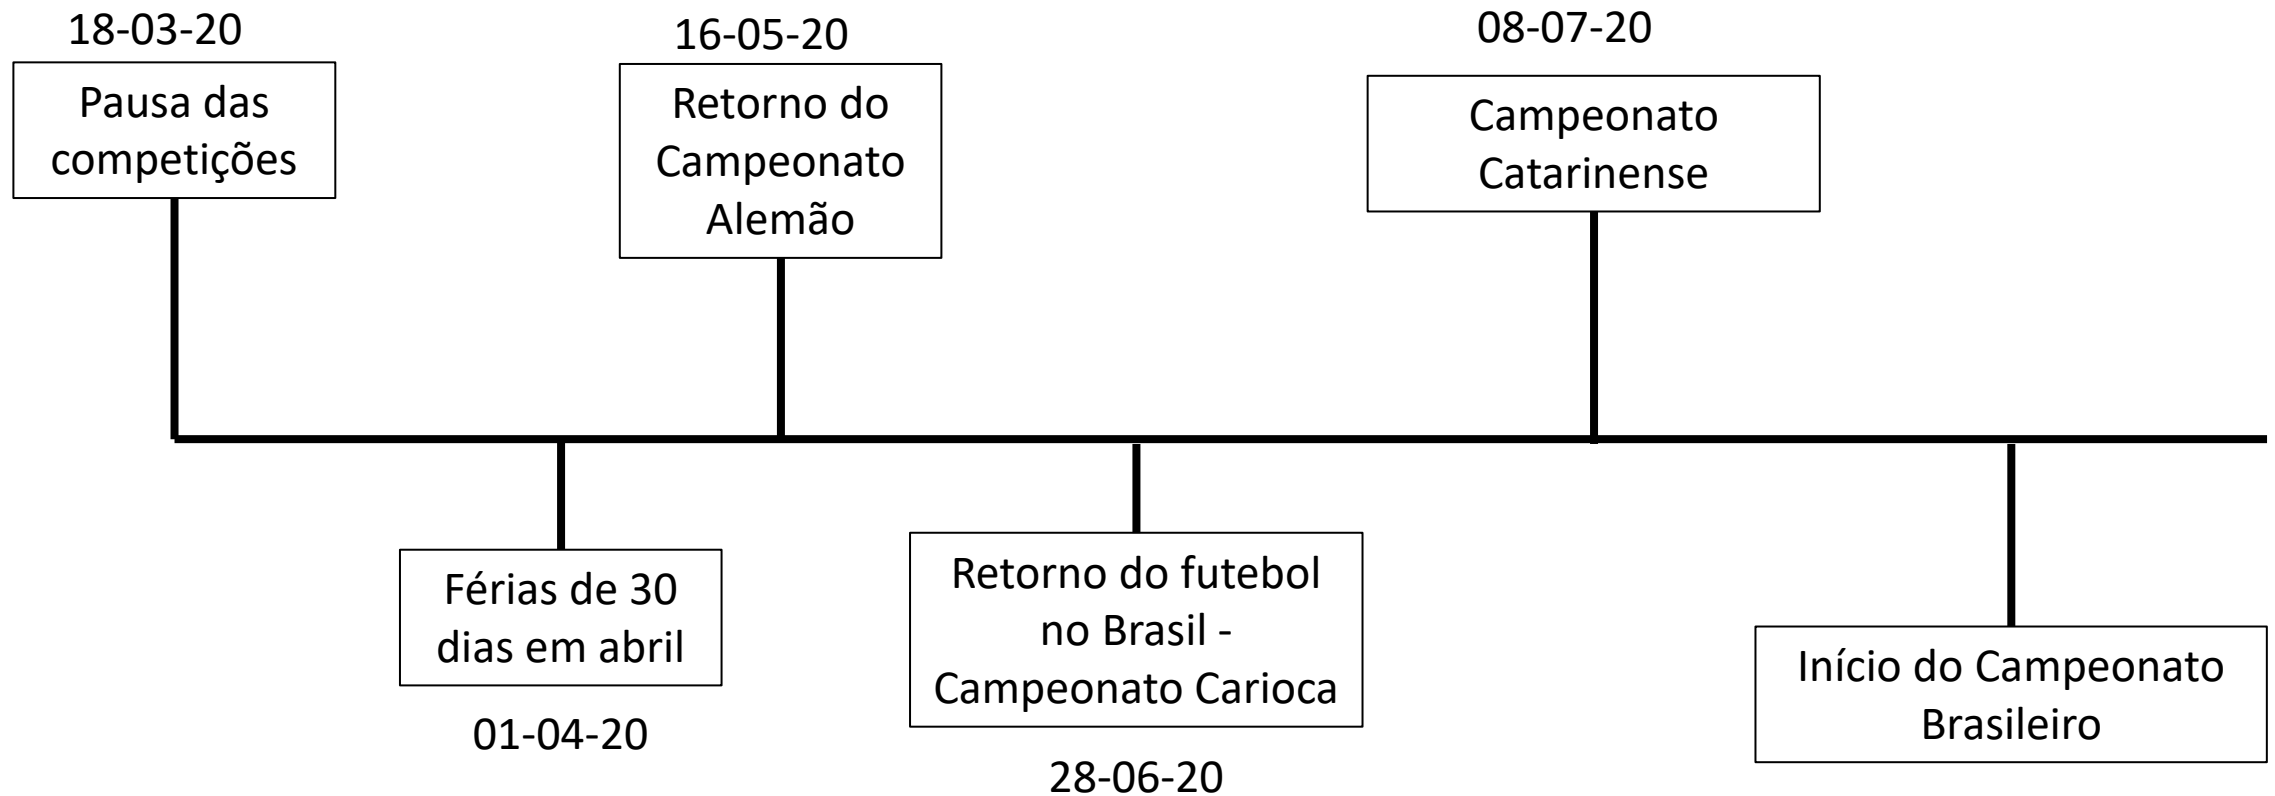 18-03-20
Pausa das
competições
16-05-20
Retorno do
Campeonato
Alemão
08-07-20
Campeonato
Catarinense
Férias de 30
dias em abril
01-04-20
Retorno do futebol
no Brasil -
Campeonato Carioca
28-06-20
Início do Campeonato
Brasileiro